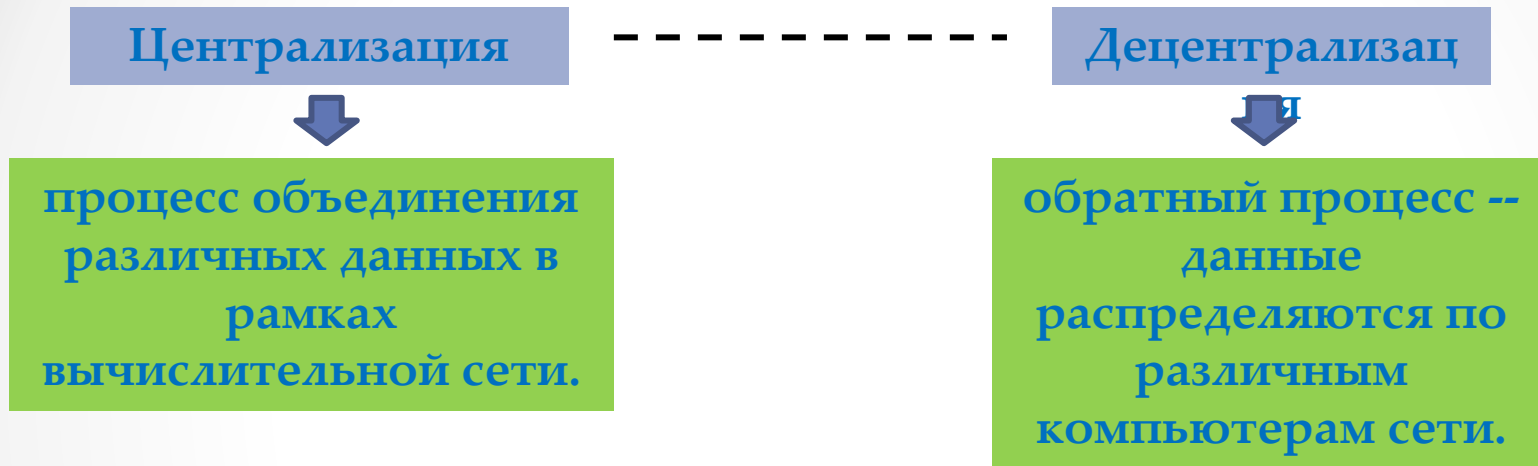 Централизация
Децентрализац
ия
процесс объединения
различных данных в
рамках
вычислительной сети.
обратный процесс --
данные
распределяются по
различным
компьютерам сети.